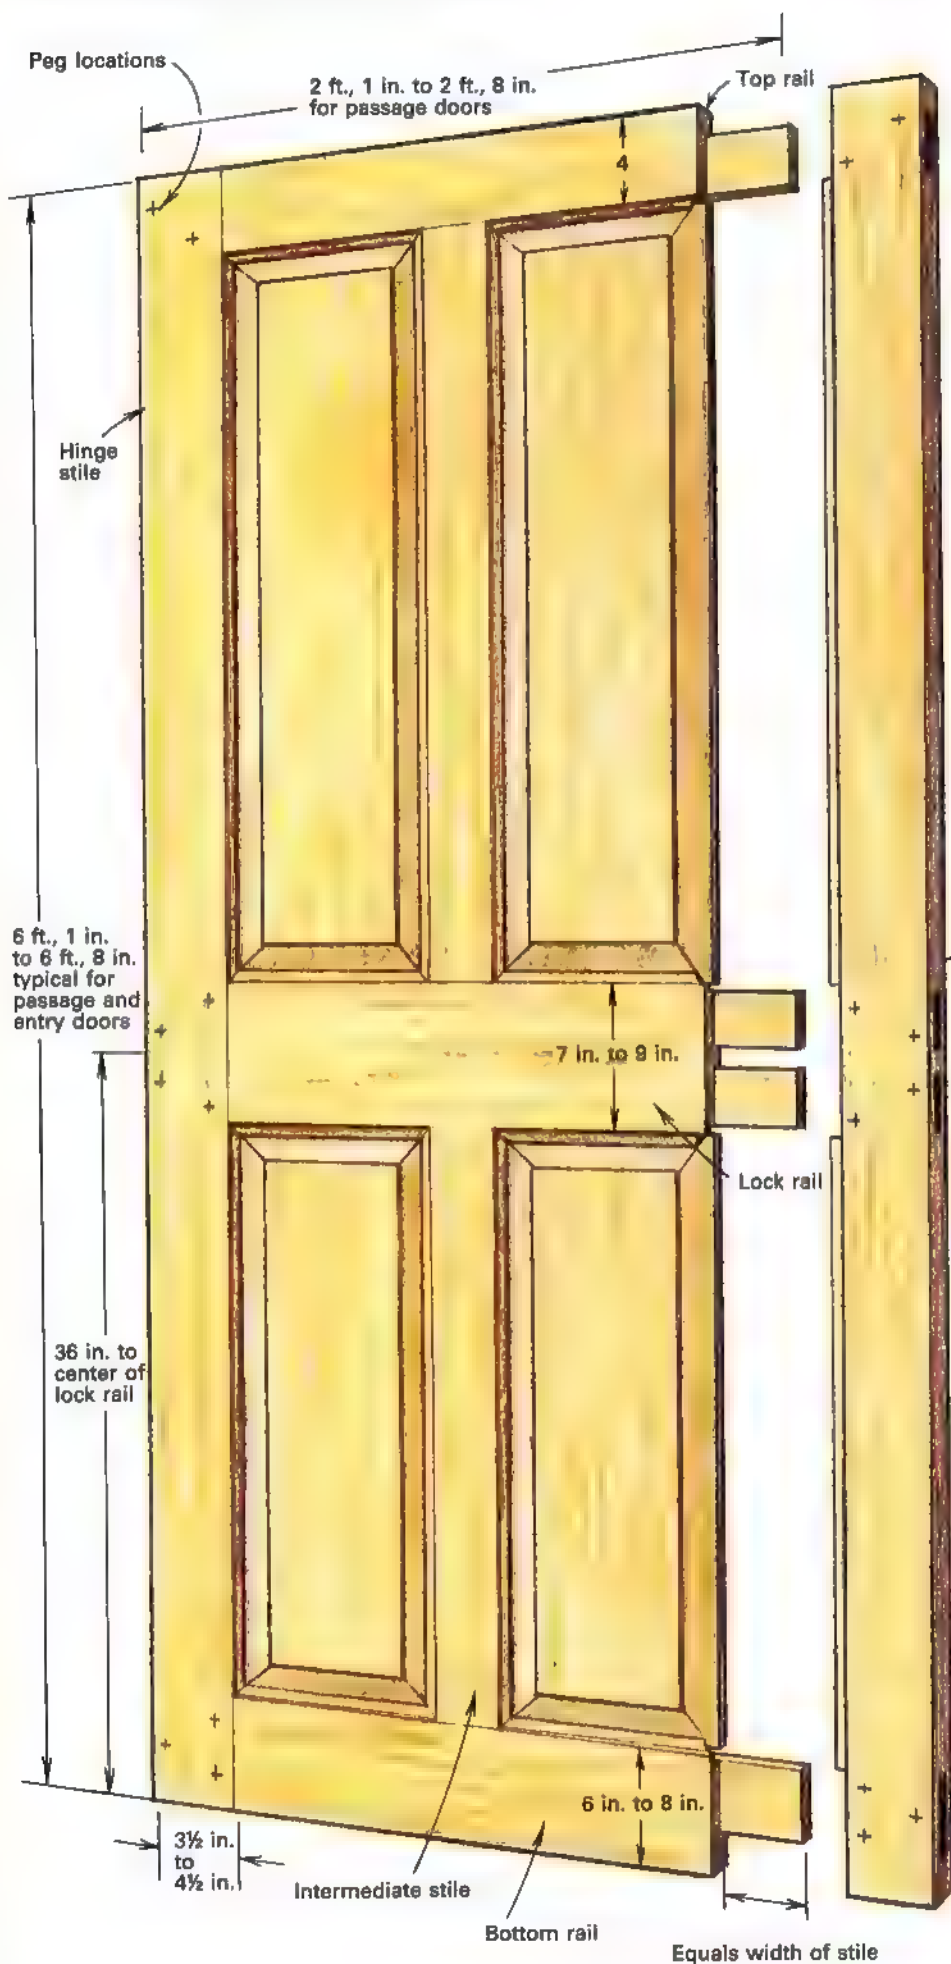 Peg locations
2 ft., 1 in. to 2 ft., 8 in.
for passage doors
Top rail
4
Hinge
stile
6 ft., 1 in.
to 6 ft., 8 in.
typical for
passage and
entry doors
7 in. to 9 in.
Lock rail
36 in. to
center of
lock rail
6 in. to 8 in.
3½ in.
to
4½ in.
Intermediate stile
Bottom rail
Equals width of stile